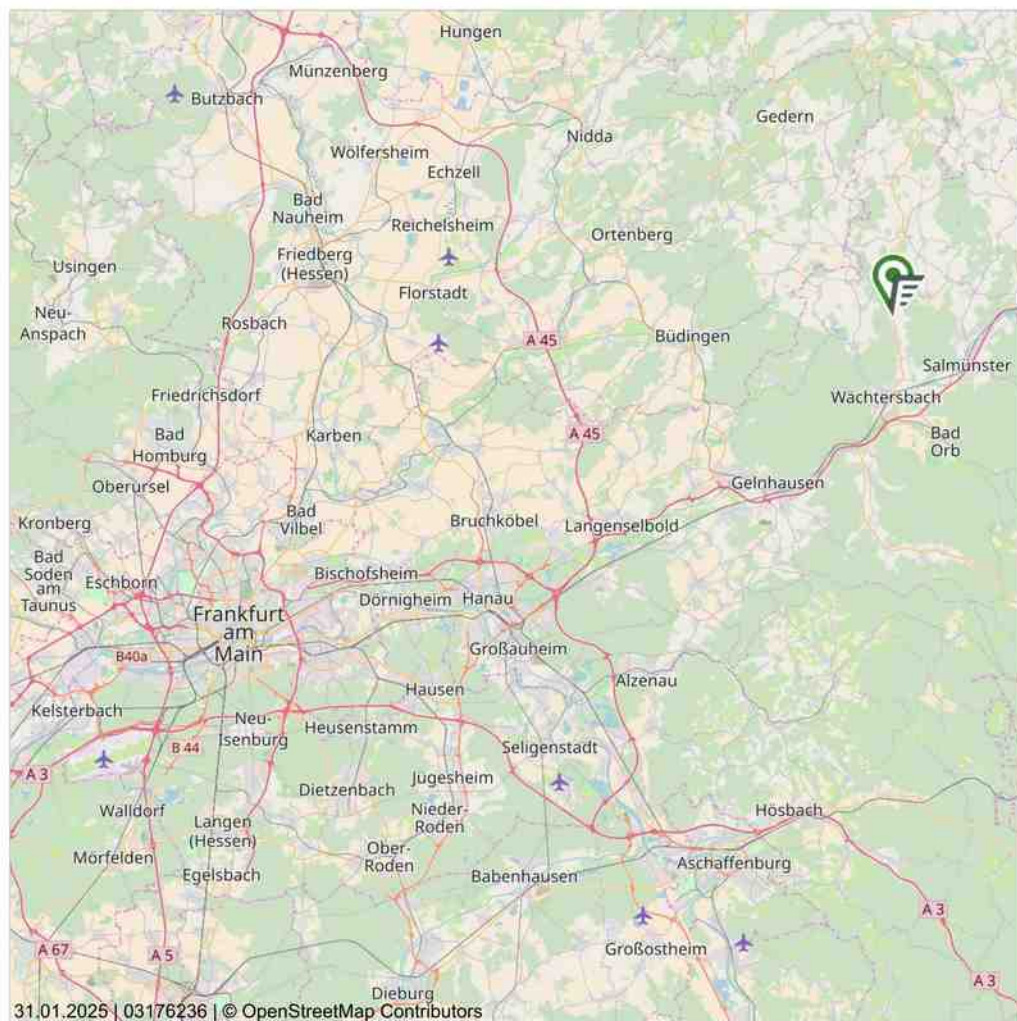 Hungen
Münzenberg
Butzbach
Gedern
Nidda
Wölfersheim
Echzell
Bad
Nauheim
Reichelsheim
Ortenberg
Friedberg
(Hessen)
Usingen
Florstadt
Neu-
Anspach
Rosbach
A 45
Büdingen
Salmünster
Friedrichsdorf
Wächtersbach
Bad
Homburg
Karben
A 45
Bad
Orb
Oberursel
Gelnhausen
Kronberg
Bad
Vilbel
Bruchköbel
Langenselbold
Bad
Soden
am
Taunus
Eschborn
Bischofsheim
Dörnigheim
Hanau
Frankfurt
am
Main
B40a
Großauheim
Hausen
Alzenau
Kelsterbach
Neu-
Isenburg
Heusenstamm
B 44
Seligenstadt
A 3
Jügesheim
Dietzenbach
Walldorf
Langen
(Hessen)
Nieder-
Roden
Hösbach
Mörfelden
Ober-
Roden
Aschaffenburg
Egelsbach
Babenhausen
A 3
Großostheim
A 67
A 5
A 3
Dieburg
31.01.2025 | 03176236 | © OpenStreetMap Contributors